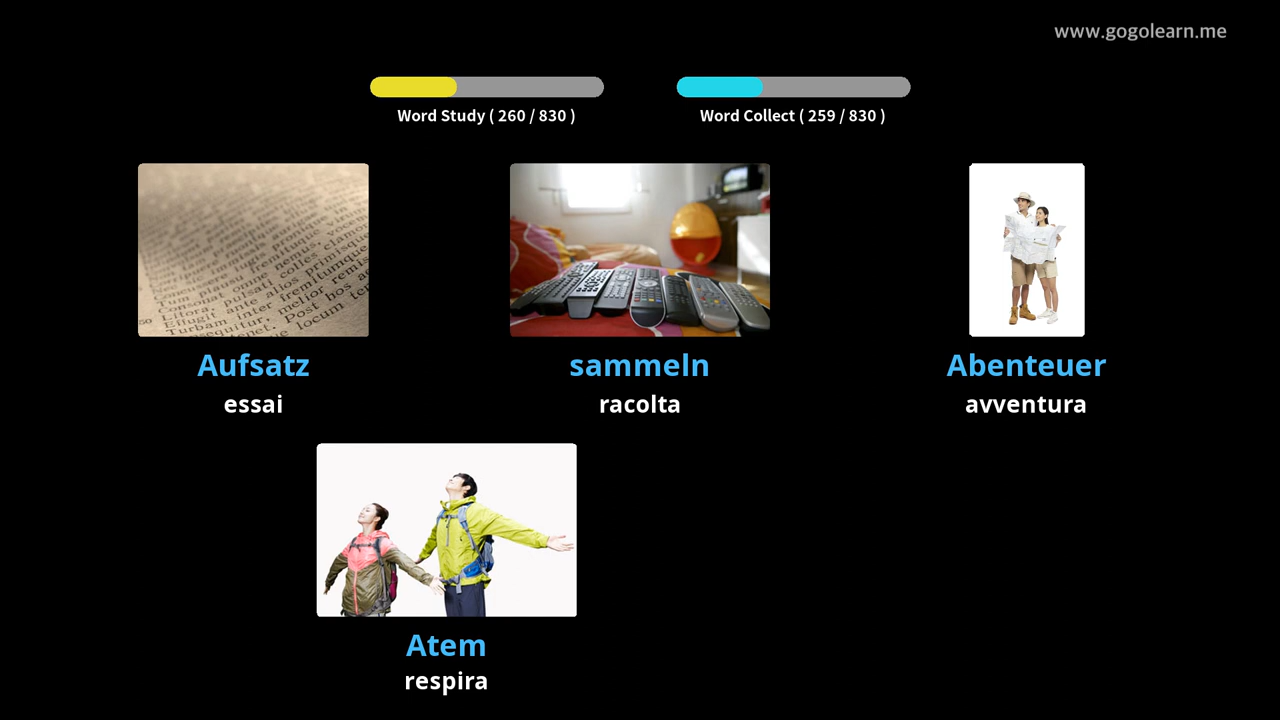 www.gogolearn.me
Word Study ( 260 / 830 )
Word Collect ( 259 / 830 )
Aufsatz
essai
sammeln
racolta
Abenteuer
avventura
Atem
respira